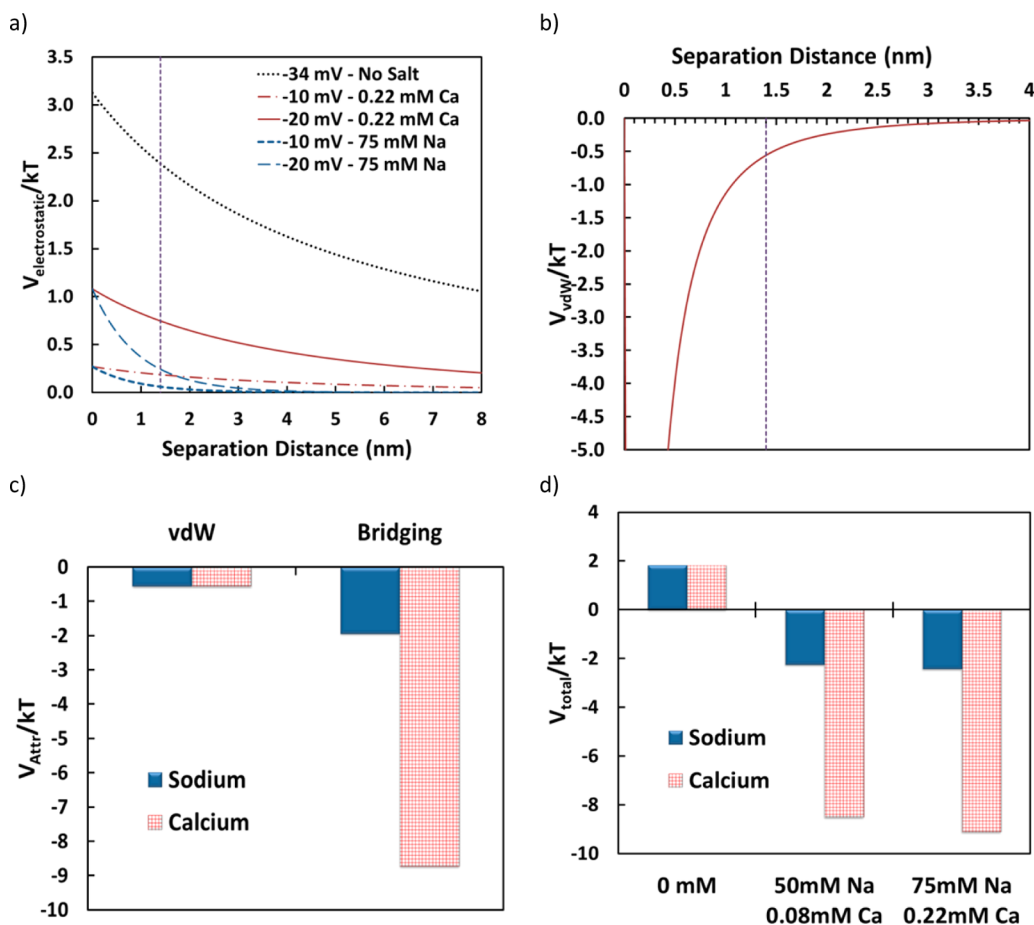 a)
3.5
3.0
2.5
2.0
1.5
1.0
0.5
0.0
V_electrostatic/kT
-34 mV - No Salt
-10 mV - 0.22 mM Ca
-20 mV - 0.22 mM Ca
-10 mV - 75 mM Na
-20 mV - 75 mM Na
0 1 2 3 4 5 6 7 8
Separation Distance (nm)
b)
Separation Distance (nm)
0 0.5 1 1.5 2 2.5 3 3.5 4
0.0
-0.5
-1.0
-1.5
-2.0
-2.5
-3.0
-3.5
-4.0
-4.5
-5.0
V_vdW/kT
c)
vdW Bridging
0
-1
-2
-3
-4
-5
-6
-7
-8
-9
-10
V_Attr/kT
Sodium
Calcium
d)
4
2
0
-2
-4
-6
-8
-10
V_total/kT
Sodium
Calcium
0 mM 50mM Na 75mM Na
0.08mM Ca 0.22mM Ca